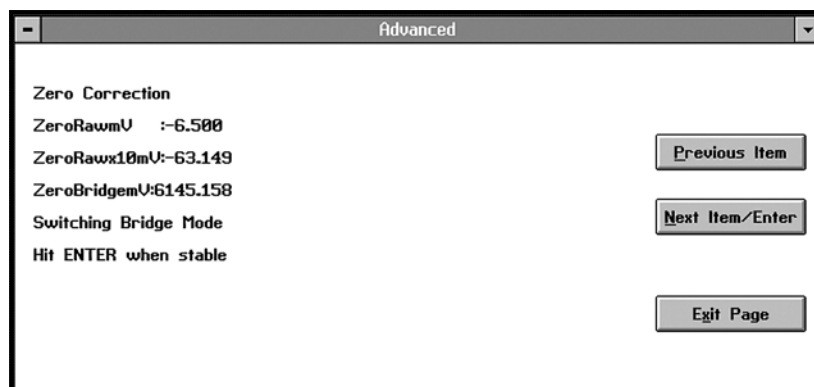 Advanced
Zero Correction
ZeroRawmV :-6.500
ZeroRawx10mV:-63.149
ZeroBridgemV:6145.158
Switching Bridge Mode
Hit ENTER when stable
Previous Item
Next Item/Enter
Exit Page